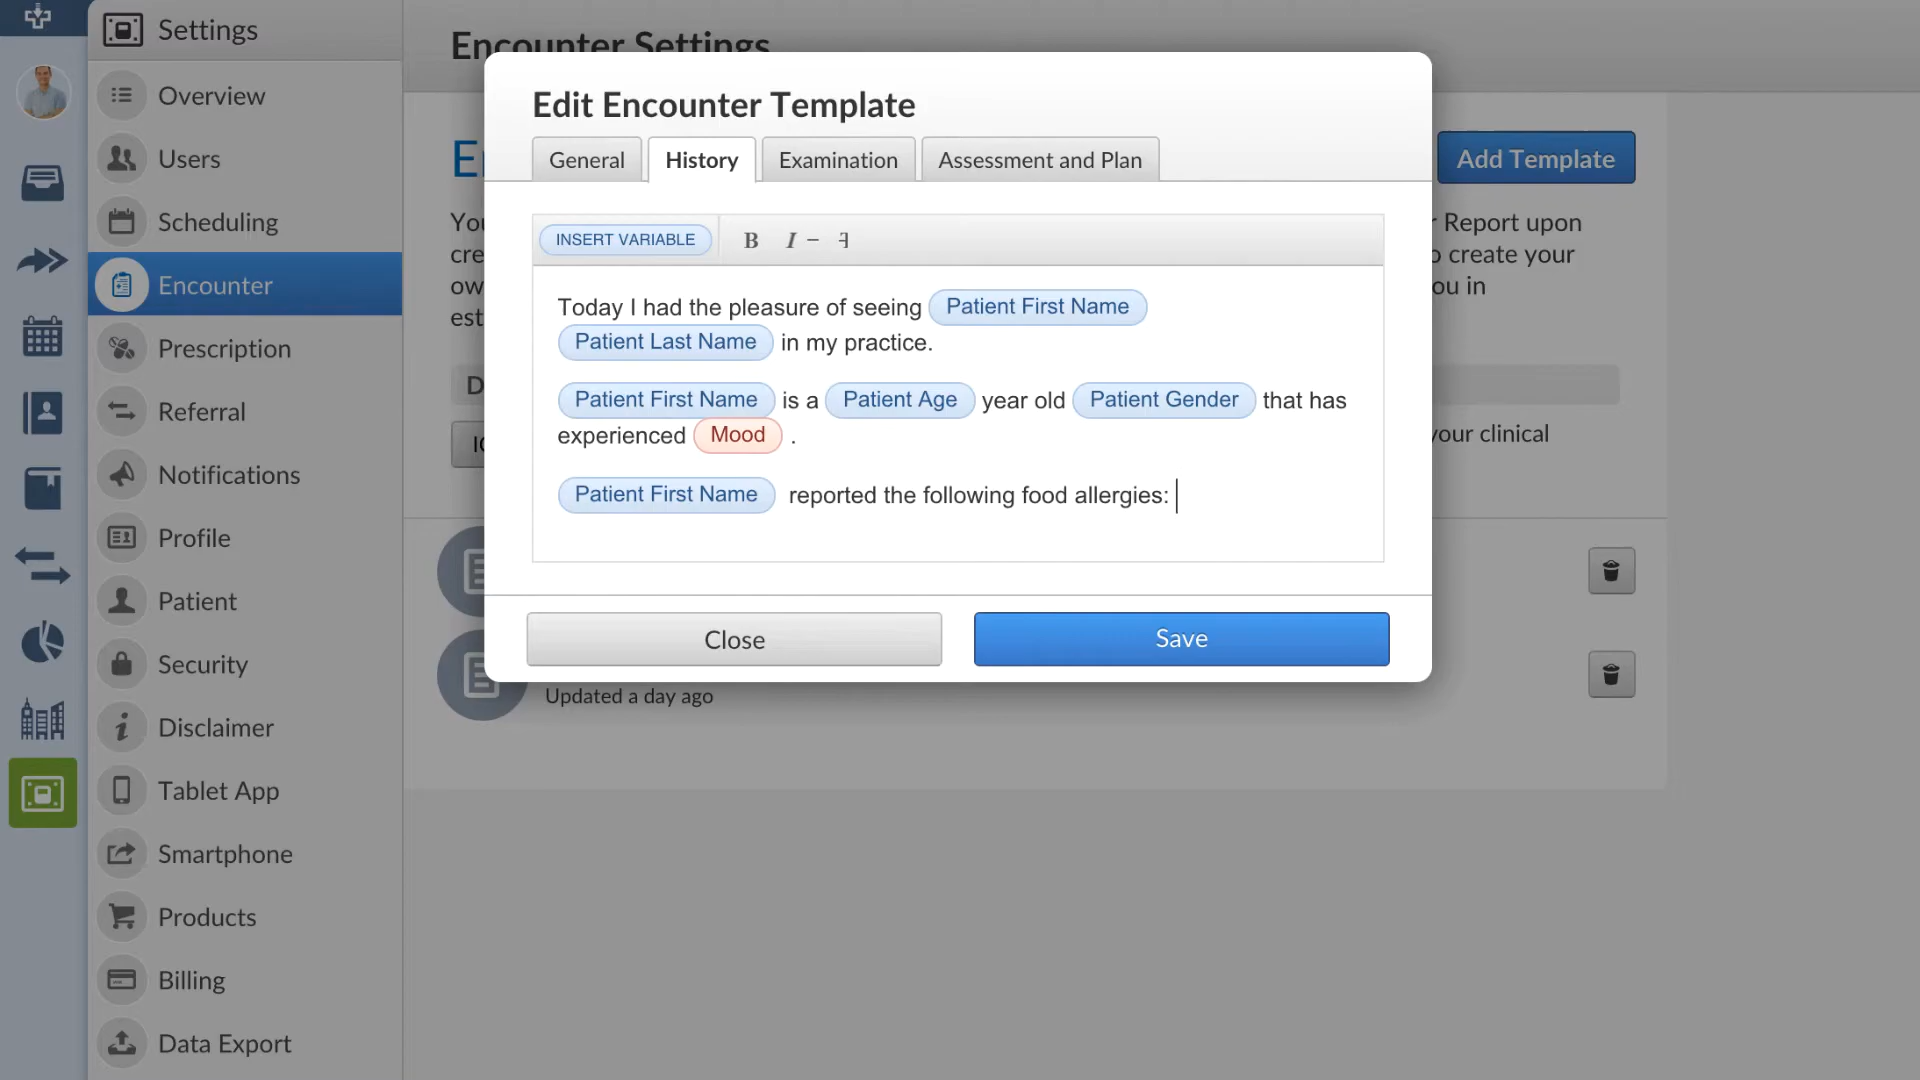 Settings
Overview
Users
Scheduling
Encounter
Prescription
Referral
Notifications
Profile
Patient
Security
Disclaimer
Tablet App
Smartphone
Products
Billing
Data Export
Encounter Settings
Add Template
Report upon
create your
ou in
your clinical
Edit Encounter Template
General History Examination Assessment and Plan
INSERT VARIABLE B I
Today I had the pleasure of seeing Patient First Name
Patient Last Name in my practice.
Patient First Name is a Patient Age year old Patient Gender that has
experienced Mood .
Patient First Name reported the following food allergies:
Close Save
Updated a day ago